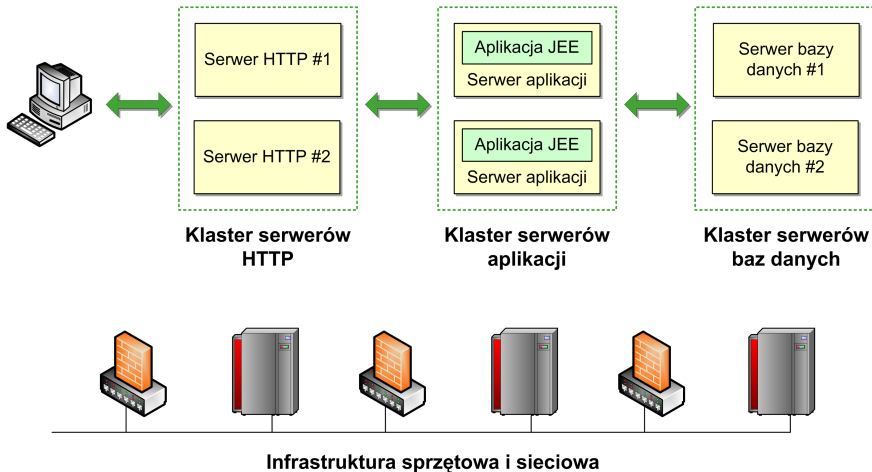 Serwer HTTP #1
Serwer HTTP #2
Klaster serwerów
HTTP
Aplikacja JEE
Serwer aplikacji
Aplikacja JEE
Serwer aplikacji
Klaster serwerów
aplikacji
Serwer bazy
danych #1
Serwer bazy
danych #2
Klaster serwerów
baz danych
Infrastruktura sprzętowa i sieciowa